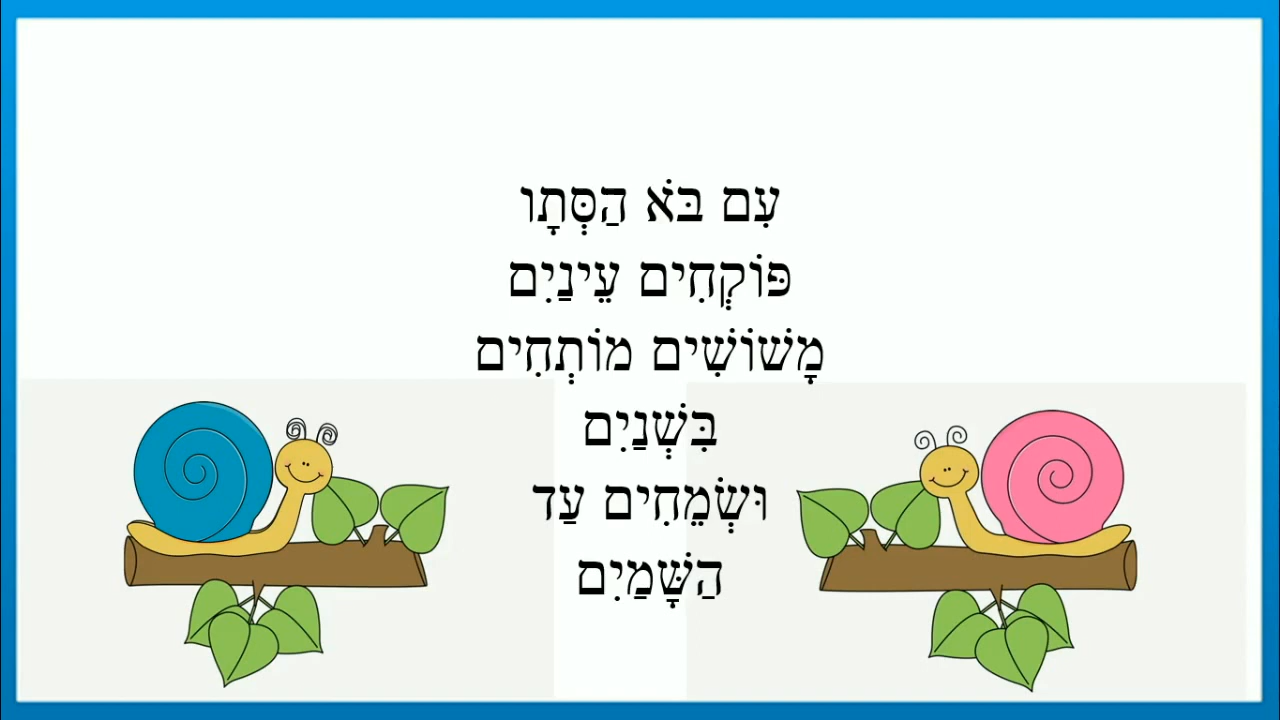 עִם בֹּא הַסְּתָו
פּוֹקְחִים עֵינַיִם
מָשׁוֹשִׁים מוֹתְחִים
בִּשְׁנַיִם
וּשְׂמֵחִים עַד
הַשָּׁמַיִם